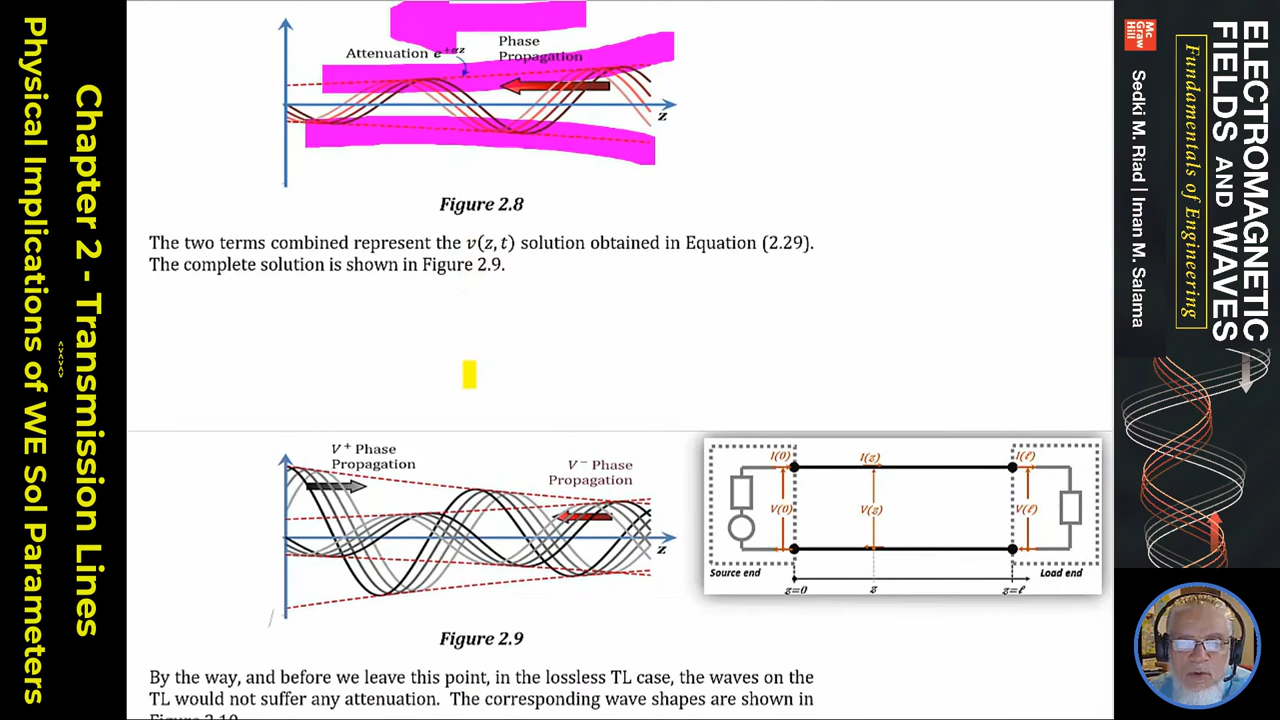 Chapter 2 - Transmission Lines
<><><>
Physical Implications of WE Sol Parameters
Attenuation e^{+αz}
Phase
Propagation
z
Figure 2.8
The two terms combined represent the v(z,t) solution obtained in Equation (2.29).
The complete solution is shown in Figure 2.9.
V⁺ Phase
Propagation
V⁻ Phase
Propagation
z
Figure 2.9
I(0)
I(z)
I(ℓ)
V(0)
V(z)
V(ℓ)
Source end
Load end
z=0
z
z=ℓ
By the way, and before we leave this point, in the lossless TL case, the waves on the
TL would not suffer any attenuation. The corresponding wave shapes are shown in
Figure 2.10
ELECTROMAGNETIC
FIELDS AND WAVES
Fundamentals of Engineering
Mc
Graw
Hill
Sedki M. Riad | Iman M. Salama